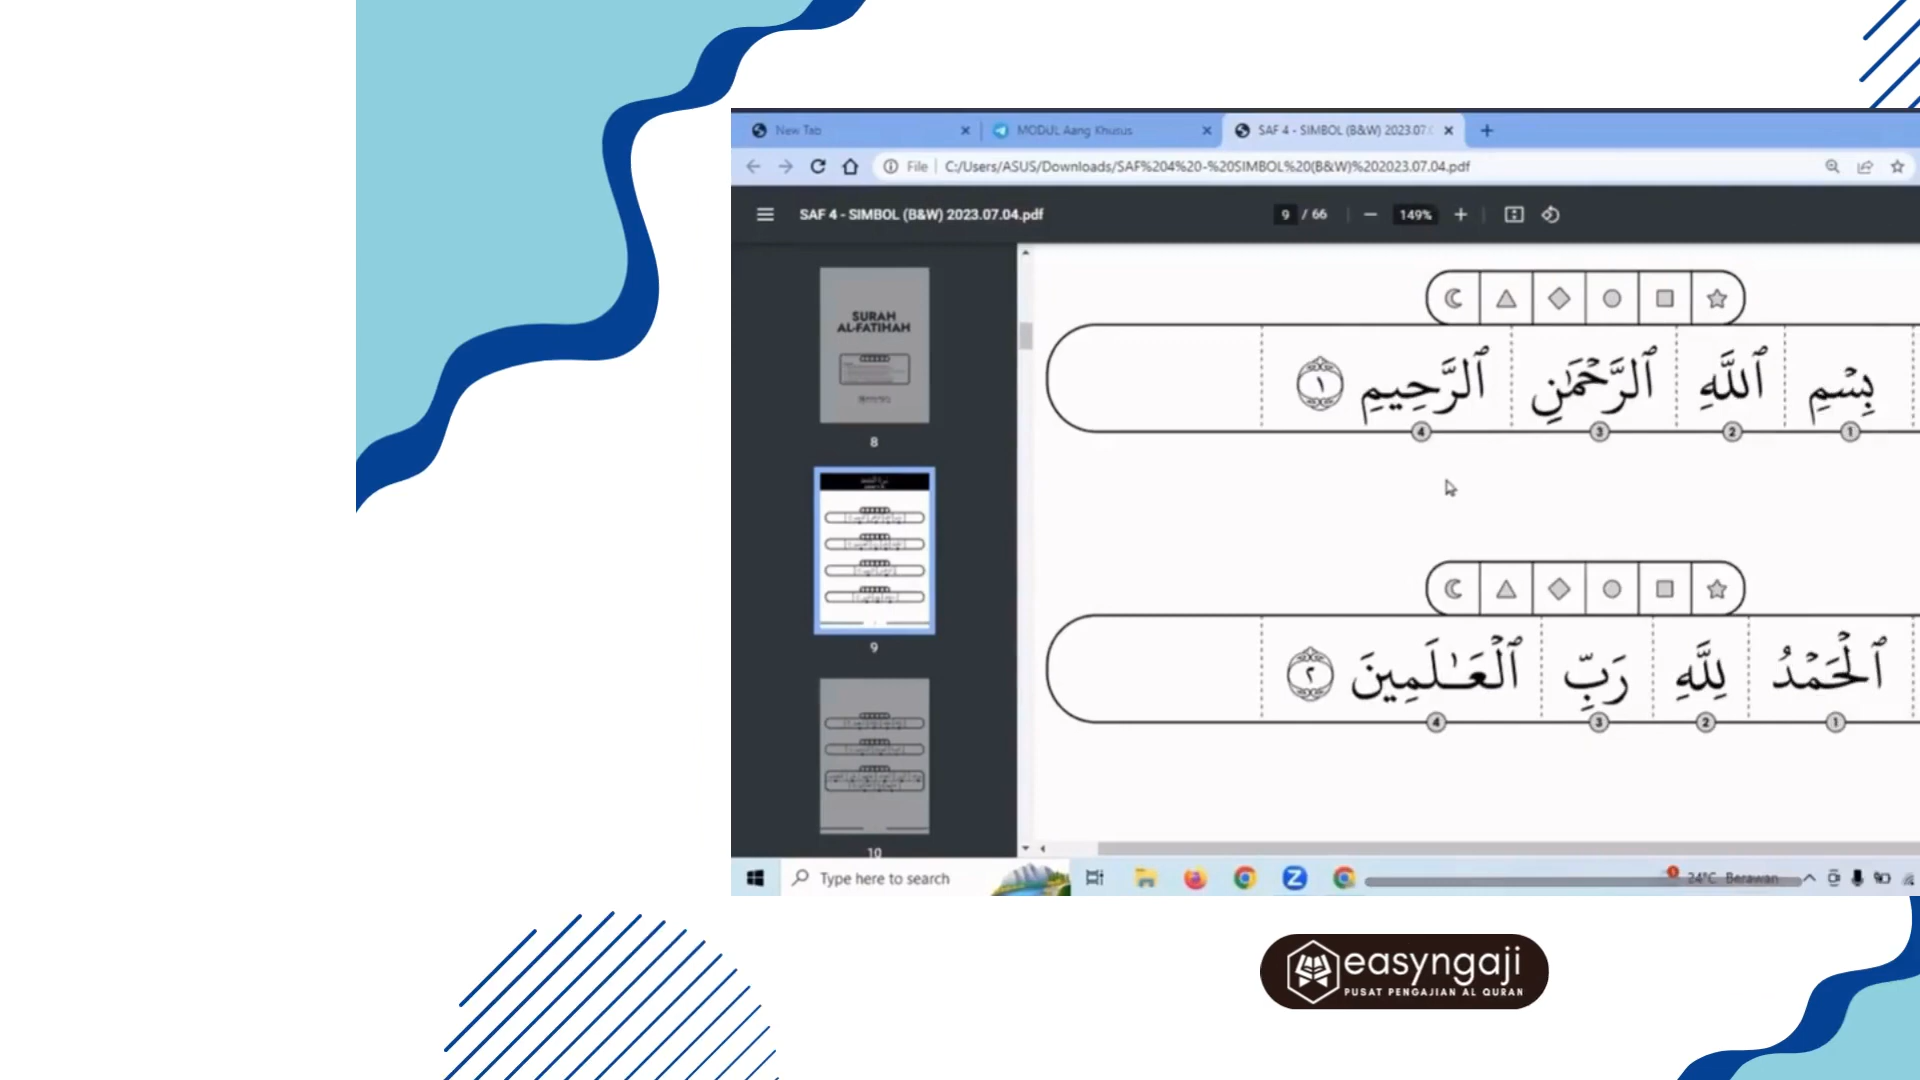 New Tab
MODUL Aang Khusus
SAF 4 - SIMBOL (B&W) 2023.07.
File
C:/Users/ASUS/Downloads/SAF%204%20-%20SIMBOL%20(B&W)%202023.07.04.pdf
SAF 4 - SIMBOL (B&W) 2023.07.04.pdf
9 / 66
149%
SURAH
AL-FATIHAH
8
9
10
بِسْمِ ٱللَّهِ ٱلرَّحْمَٰنِ ٱلرَّحِيمِ ١
4 3 2 1
ٱلْحَمْدُ لِلَّهِ رَبِّ ٱلْعَـٰلَمِينَ ٢
4 3 2 1
Type here to search
24°C Berawan
easyngaji
PUSAT PENGAJIAN AL QURAN